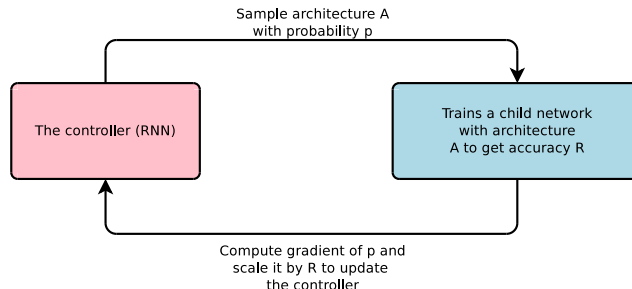 Sample architecture A
with probability p
The controller (RNN)
Trains a child network
with architecture
A to get accuracy R
Compute gradient of p and
scale it by R to update
the controller